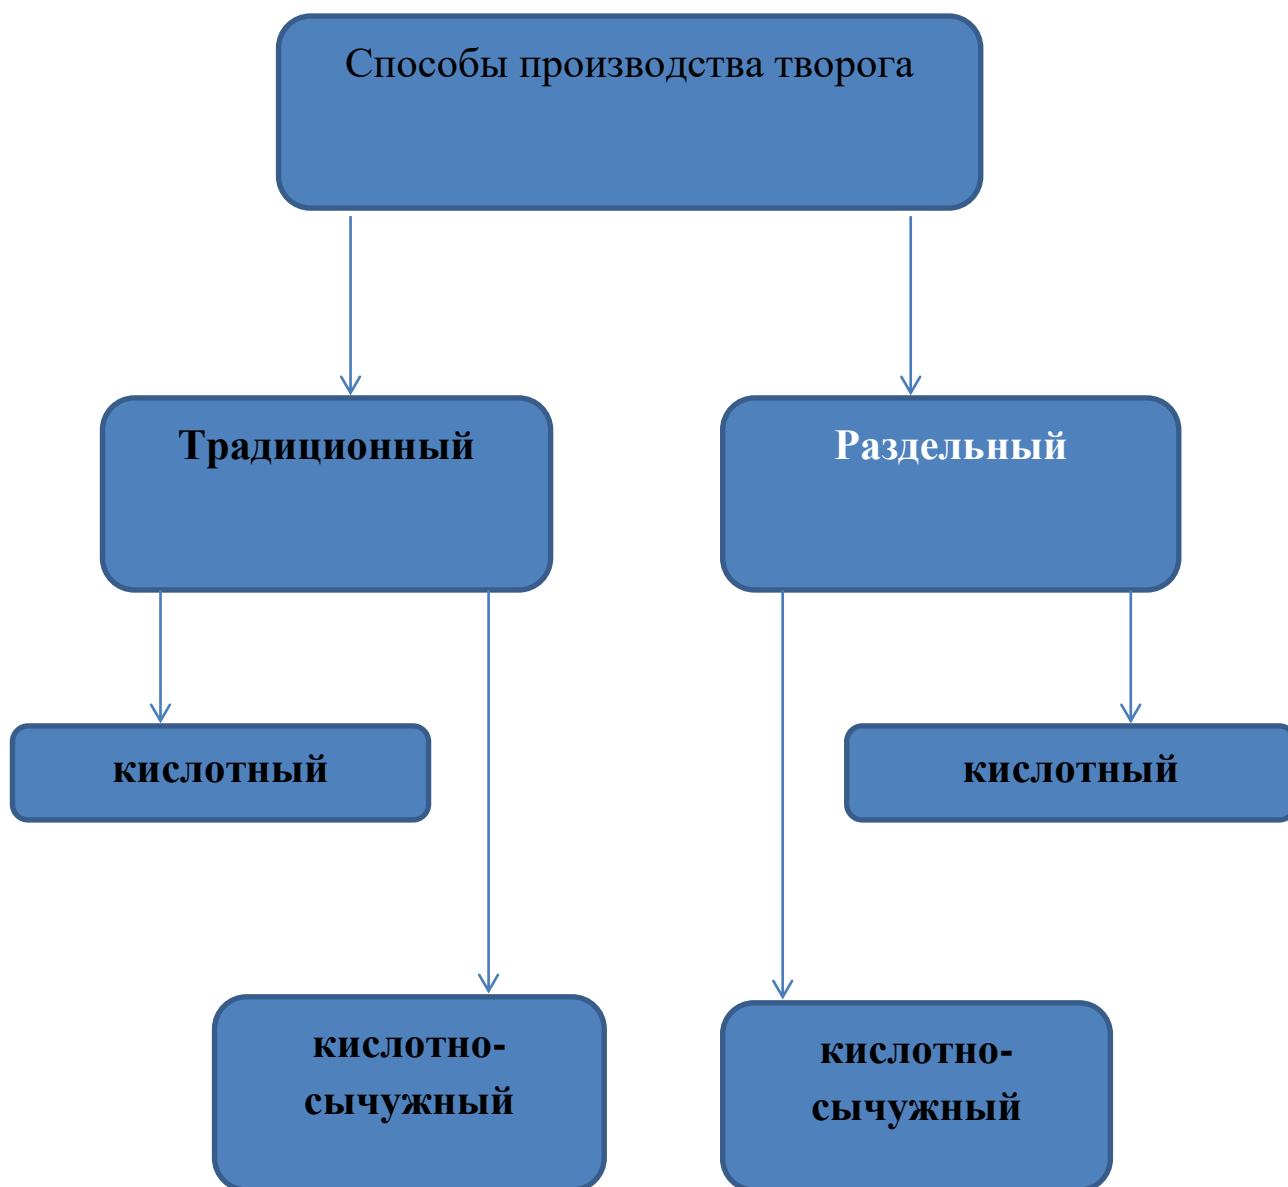 Способы производства творога
Традиционный
Раздельный
кислотный
кислотный
кислотно-
сычужный
кислотно-
сычужный